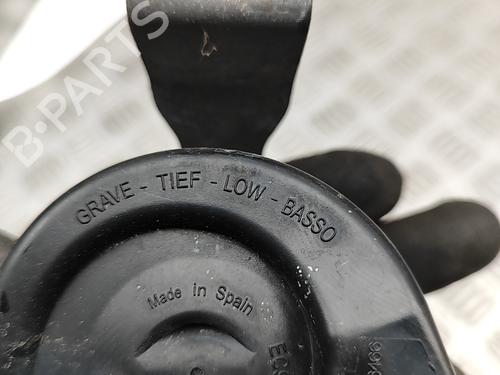 B-PARTS
GRAVE - TIEF - LOW - BASSO
Made in Spain